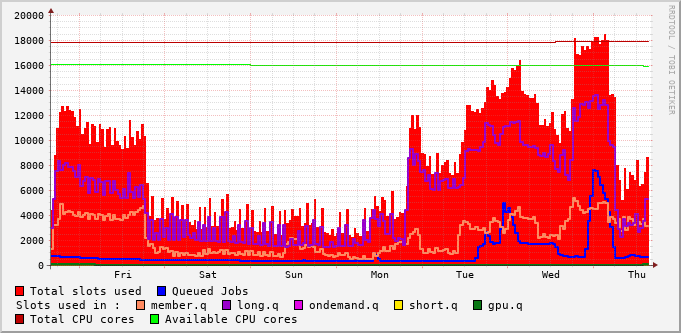 20000
18000
16000
14000
12000
10000
8000
6000
4000
2000
0
Fri Sat Sun Mon Tue Wed Thu
RRDTOOL / TOBI OETIKER
Total slots used Queued Jobs
Slots used in : member.q long.q ondemand.q short.q gpu.q
Total CPU cores Available CPU cores